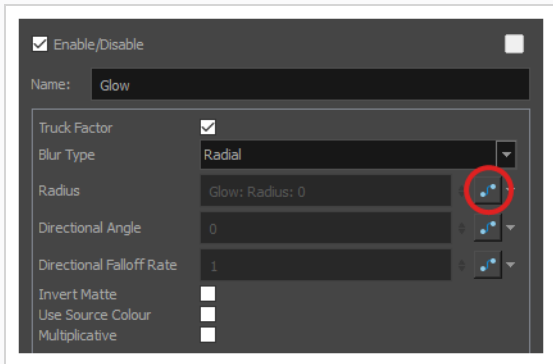 Enable/Disable
Name: Glow
Truck Factor
Blur Type Radial
Radius Glow: Radius: 0
Directional Angle 0
Directional Falloff Rate 1
Invert Matte
Use Source Colour
Multiplicative